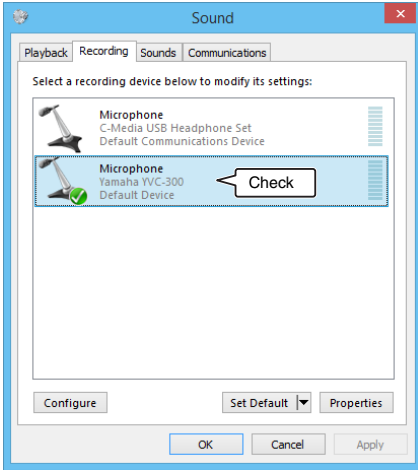 Sound
Playback Recording Sounds Communications
Select a recording device below to modify its settings:
Microphone
C-Media USB Headphone Set
Default Communications Device
Microphone
Yamaha YVC-300
Default Device
Check
Configure Set Default Properties
OK Cancel Apply